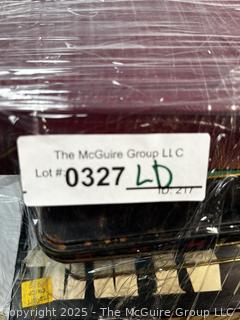 The McGuire Group LLC
Lot #: 0327 LD
ID: 217
Copyright 2025 - The McGuire Group LLC